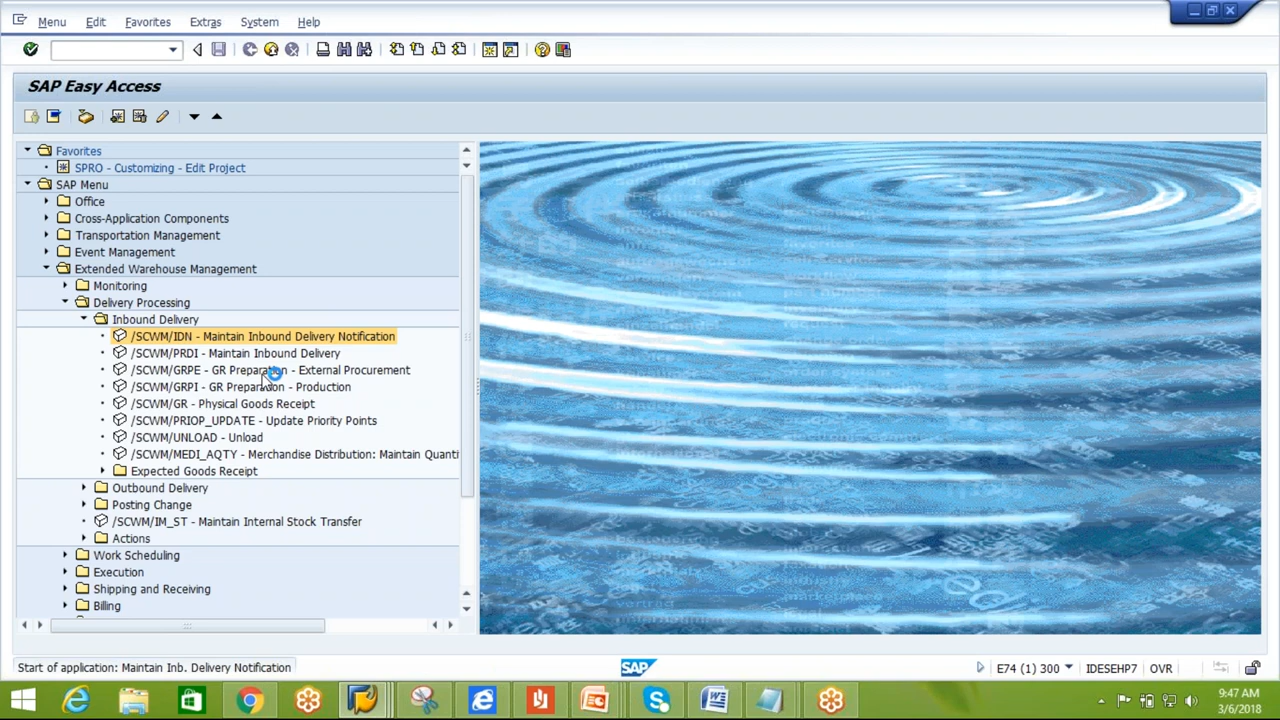 Menu Edit Favorites Extras System Help
SAP Easy Access
Favorites
SPRO - Customizing - Edit Project
SAP Menu
Office
Cross-Application Components
Transportation Management
Event Management
Extended Warehouse Management
Monitoring
Delivery Processing
Inbound Delivery
/SCWM/IDN - Maintain Inbound Delivery Notification
/SCWM/PRDI - Maintain Inbound Delivery
/SCWM/GRPE - GR Preparation - External Procurement
/SCWM/GRPI - GR Preparation - Production
/SCWM/GR - Physical Goods Receipt
/SCWM/PRIOP_UPDATE - Update Priority Points
/SCWM/UNLOAD - Unload
/SCWM/MEDI_AQTY - Merchandise Distribution: Maintain Quanti
Expected Goods Receipt
Outbound Delivery
Posting Change
/SCWM/IM_ST - Maintain Internal Stock Transfer
Actions
Work Scheduling
Execution
Shipping and Receiving
Billing
Start of application: Maintain Inb. Delivery Notification
SAP
E74 (1) 300 IDESEHP7 OVR
9:47 AM
3/6/2018